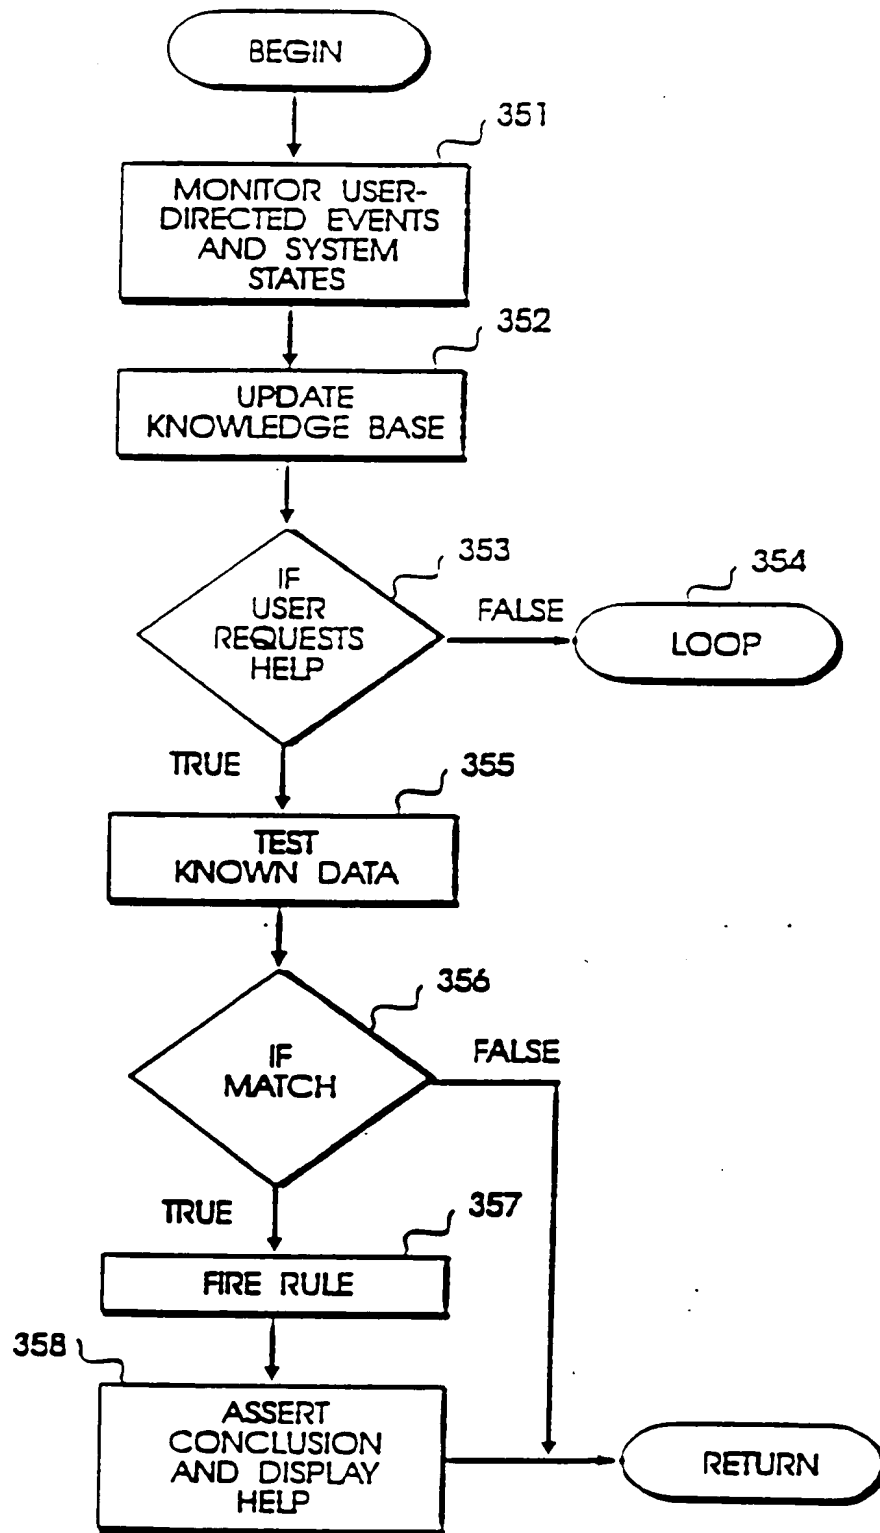 BEGIN
351
MONITOR USER-
DIRECTED EVENTS
AND SYSTEM
STATES
352
UPDATE
KNOWLEDGE BASE
353
IF
USER
REQUESTS
HELP
FALSE
354
LOOP
TRUE
355
TEST
KNOWN DATA
356
IF
MATCH
FALSE
TRUE
357
FIRE RULE
358
ASSERT
CONCLUSION
AND DISPLAY
HELP
RETURN